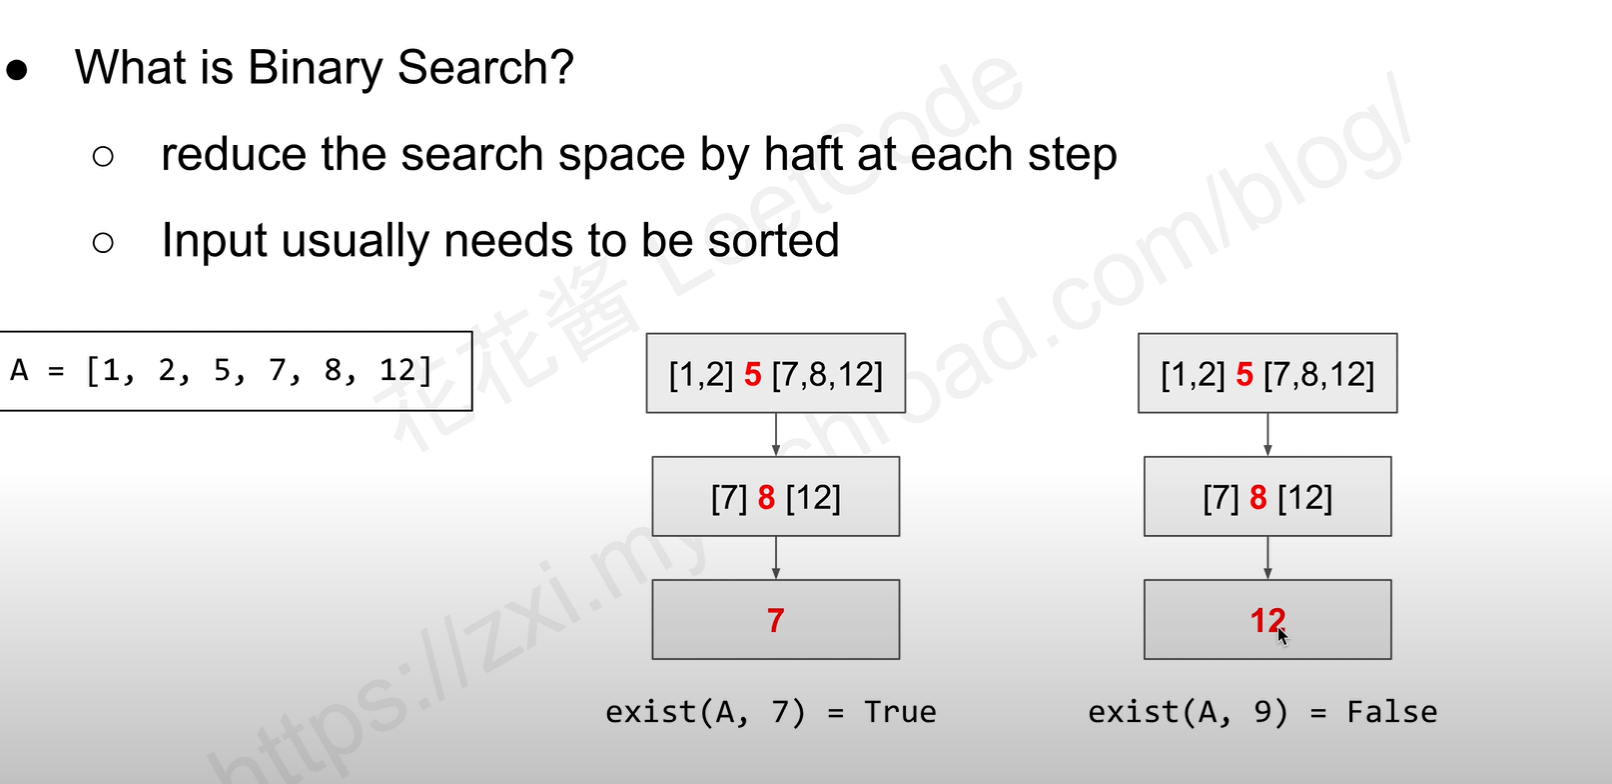 ● What is Binary Search?
○ reduce the search space by haft at each step
○ Input usually needs to be sorted
A = [1, 2, 5, 7, 8, 12]
[1,2] 5 [7,8,12]
[7] 8 [12]
7
exist(A, 7) = True
[1,2] 5 [7,8,12]
[7] 8 [12]
12
exist(A, 9) = False
花花酱 LeetCode
https://zxi.my chroad.com/blog/